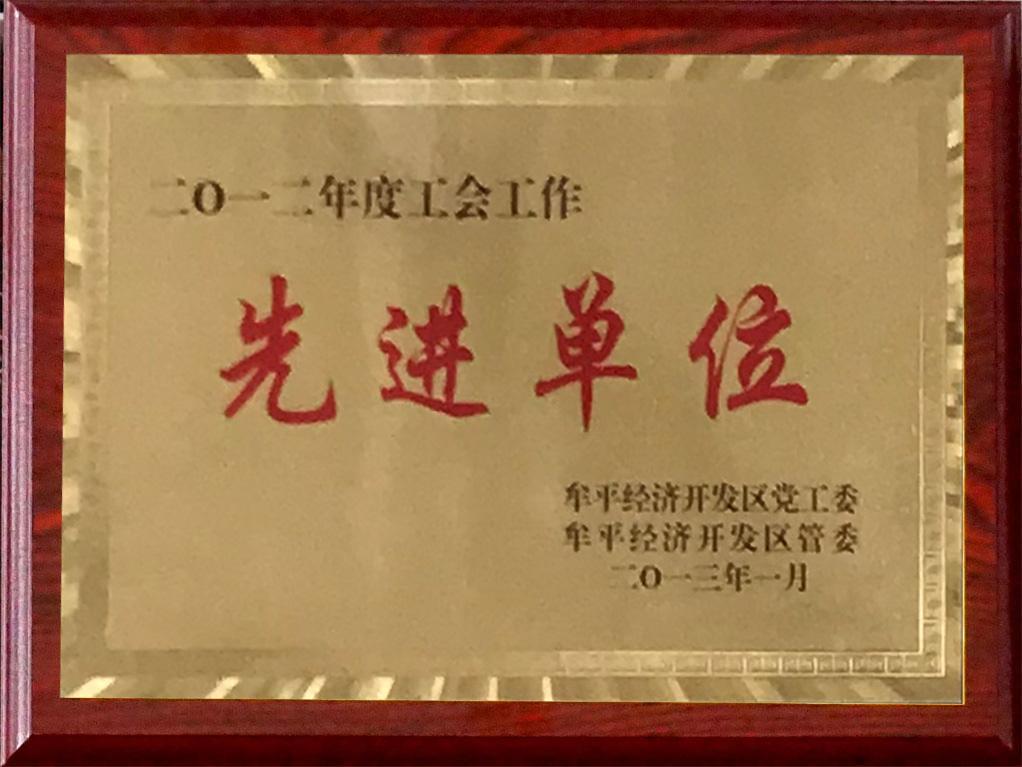 二〇一二年度工会工作
先进单位
牟平经济开发区党工委
牟平经济开发区管委
二〇一三年一月